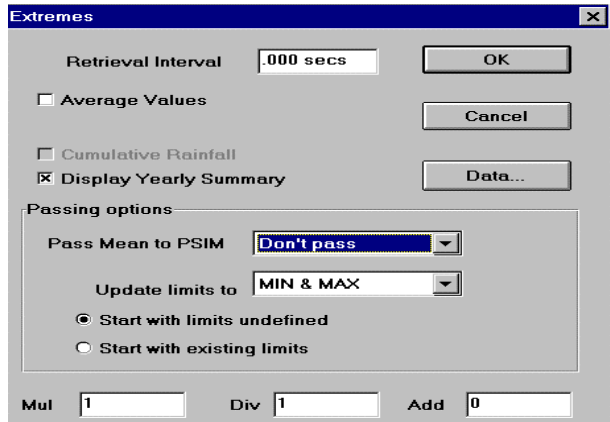 Extremes
Retrieval Interval .000 secs OK
Average Values
Cancel
Cumulative Rainfall
Display Yearly Summary Data...
Passing options
Pass Mean to PSIM Don't pass
Update limits to MIN & MAX
Start with limits undefined
Start with existing limits
Mul 1 Div 1 Add 0